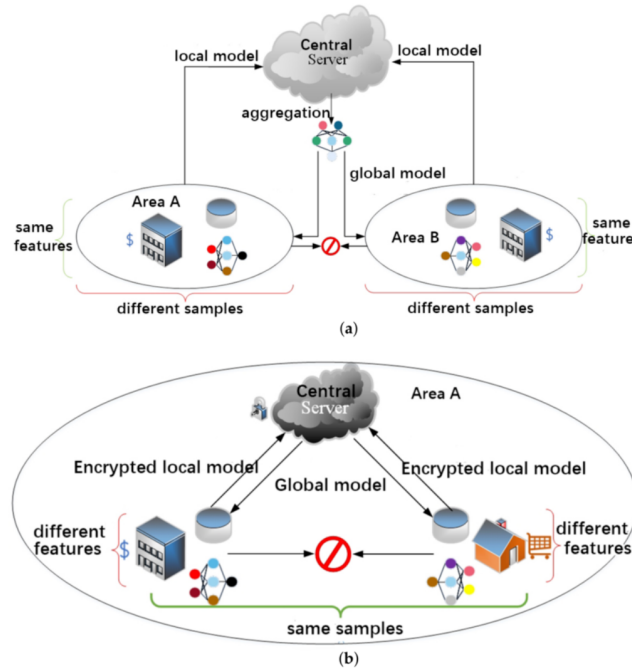 local model
Central
Server
local model
aggregation
global model
Area A
$
same
features
Area B
$
same
features
different samples
different samples
(a)
Central
Server
Area A
Encrypted local model
Encrypted local model
Global model
different
features
$
different
features
same samples
(b)